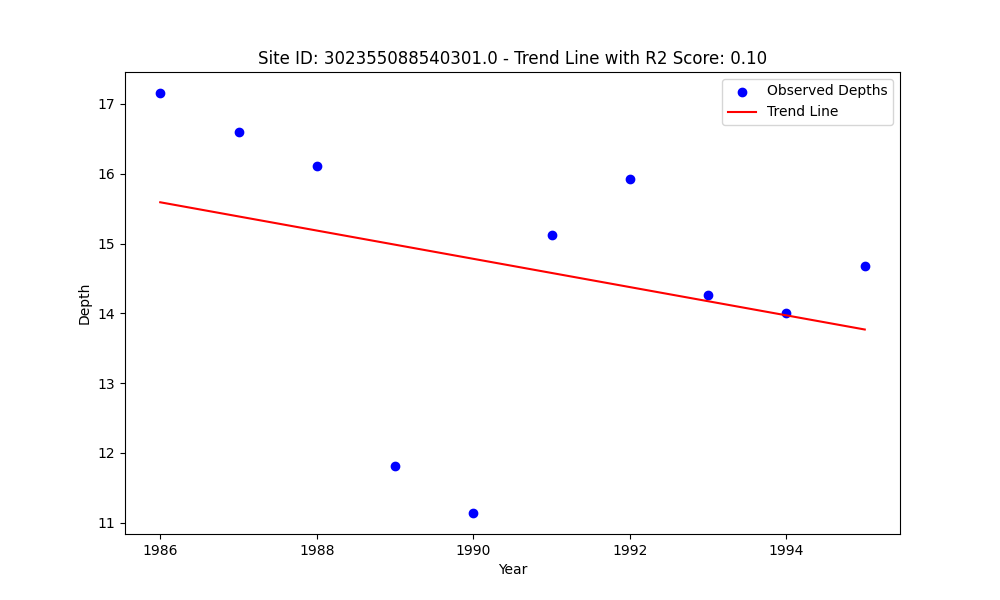 Site ID: 302355088540301.0 - Trend Line with R2 Score: 0.10
Observed Depths
Trend Line
17
16
15
14
13
12
11
Depth
1986
1988
1990
1992
1994
Year